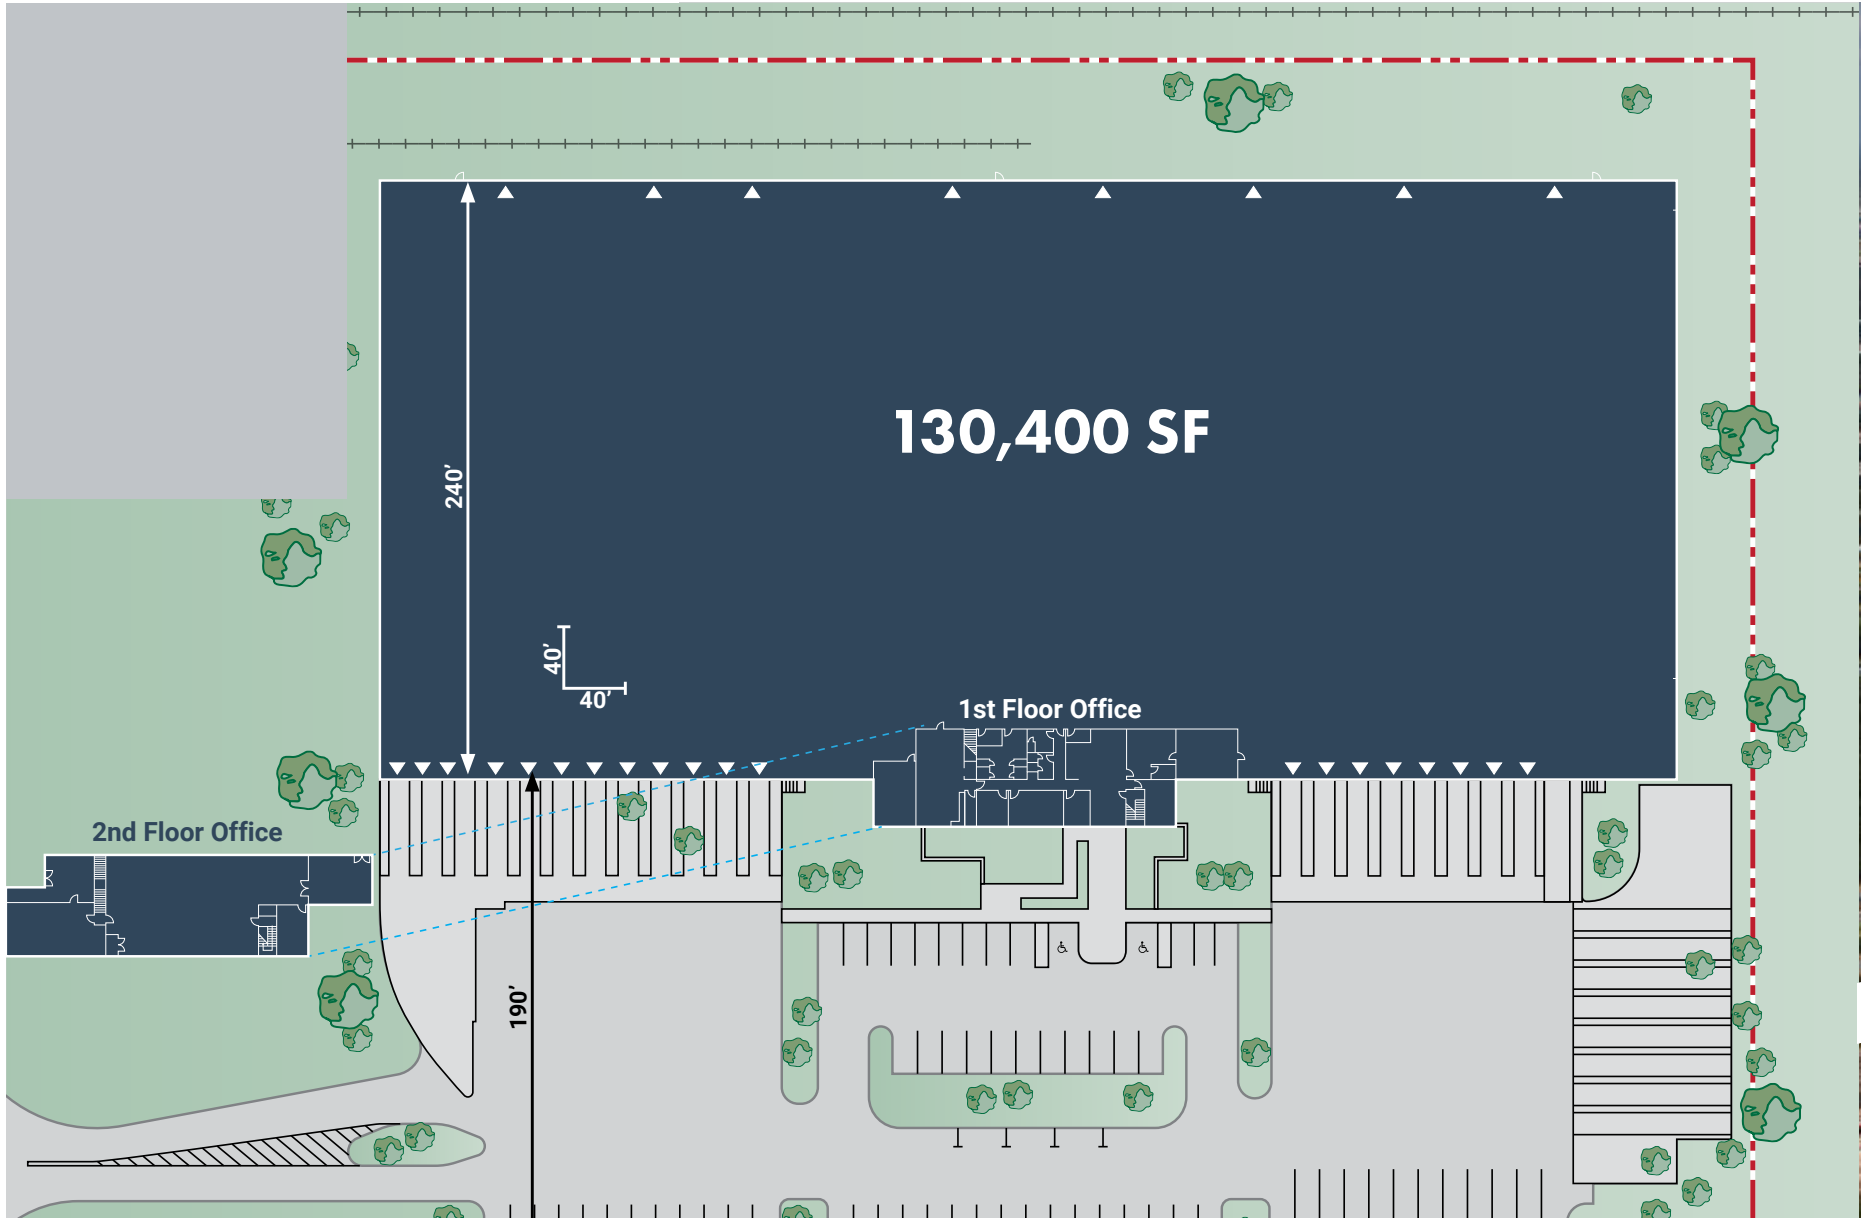 130,400 SF
240’
40’
40’
1st Floor Office
2nd Floor Office
190’